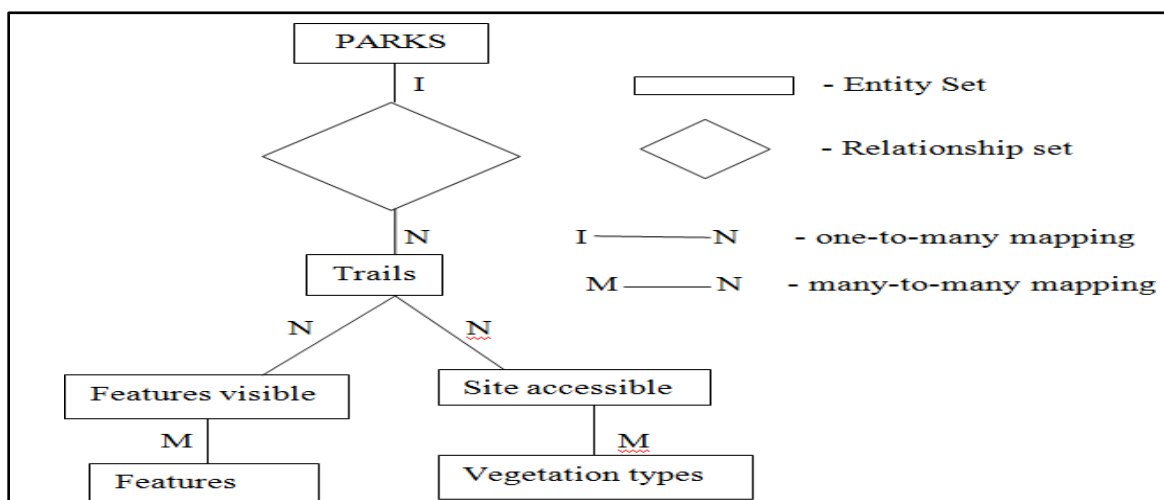 PARKS
I
- Entity Set
- Relationship set
N
I N - one-to-many mapping
Trails
M N - many-to-many mapping
N N
Features visible
Site accessible
M M
Features
Vegetation types